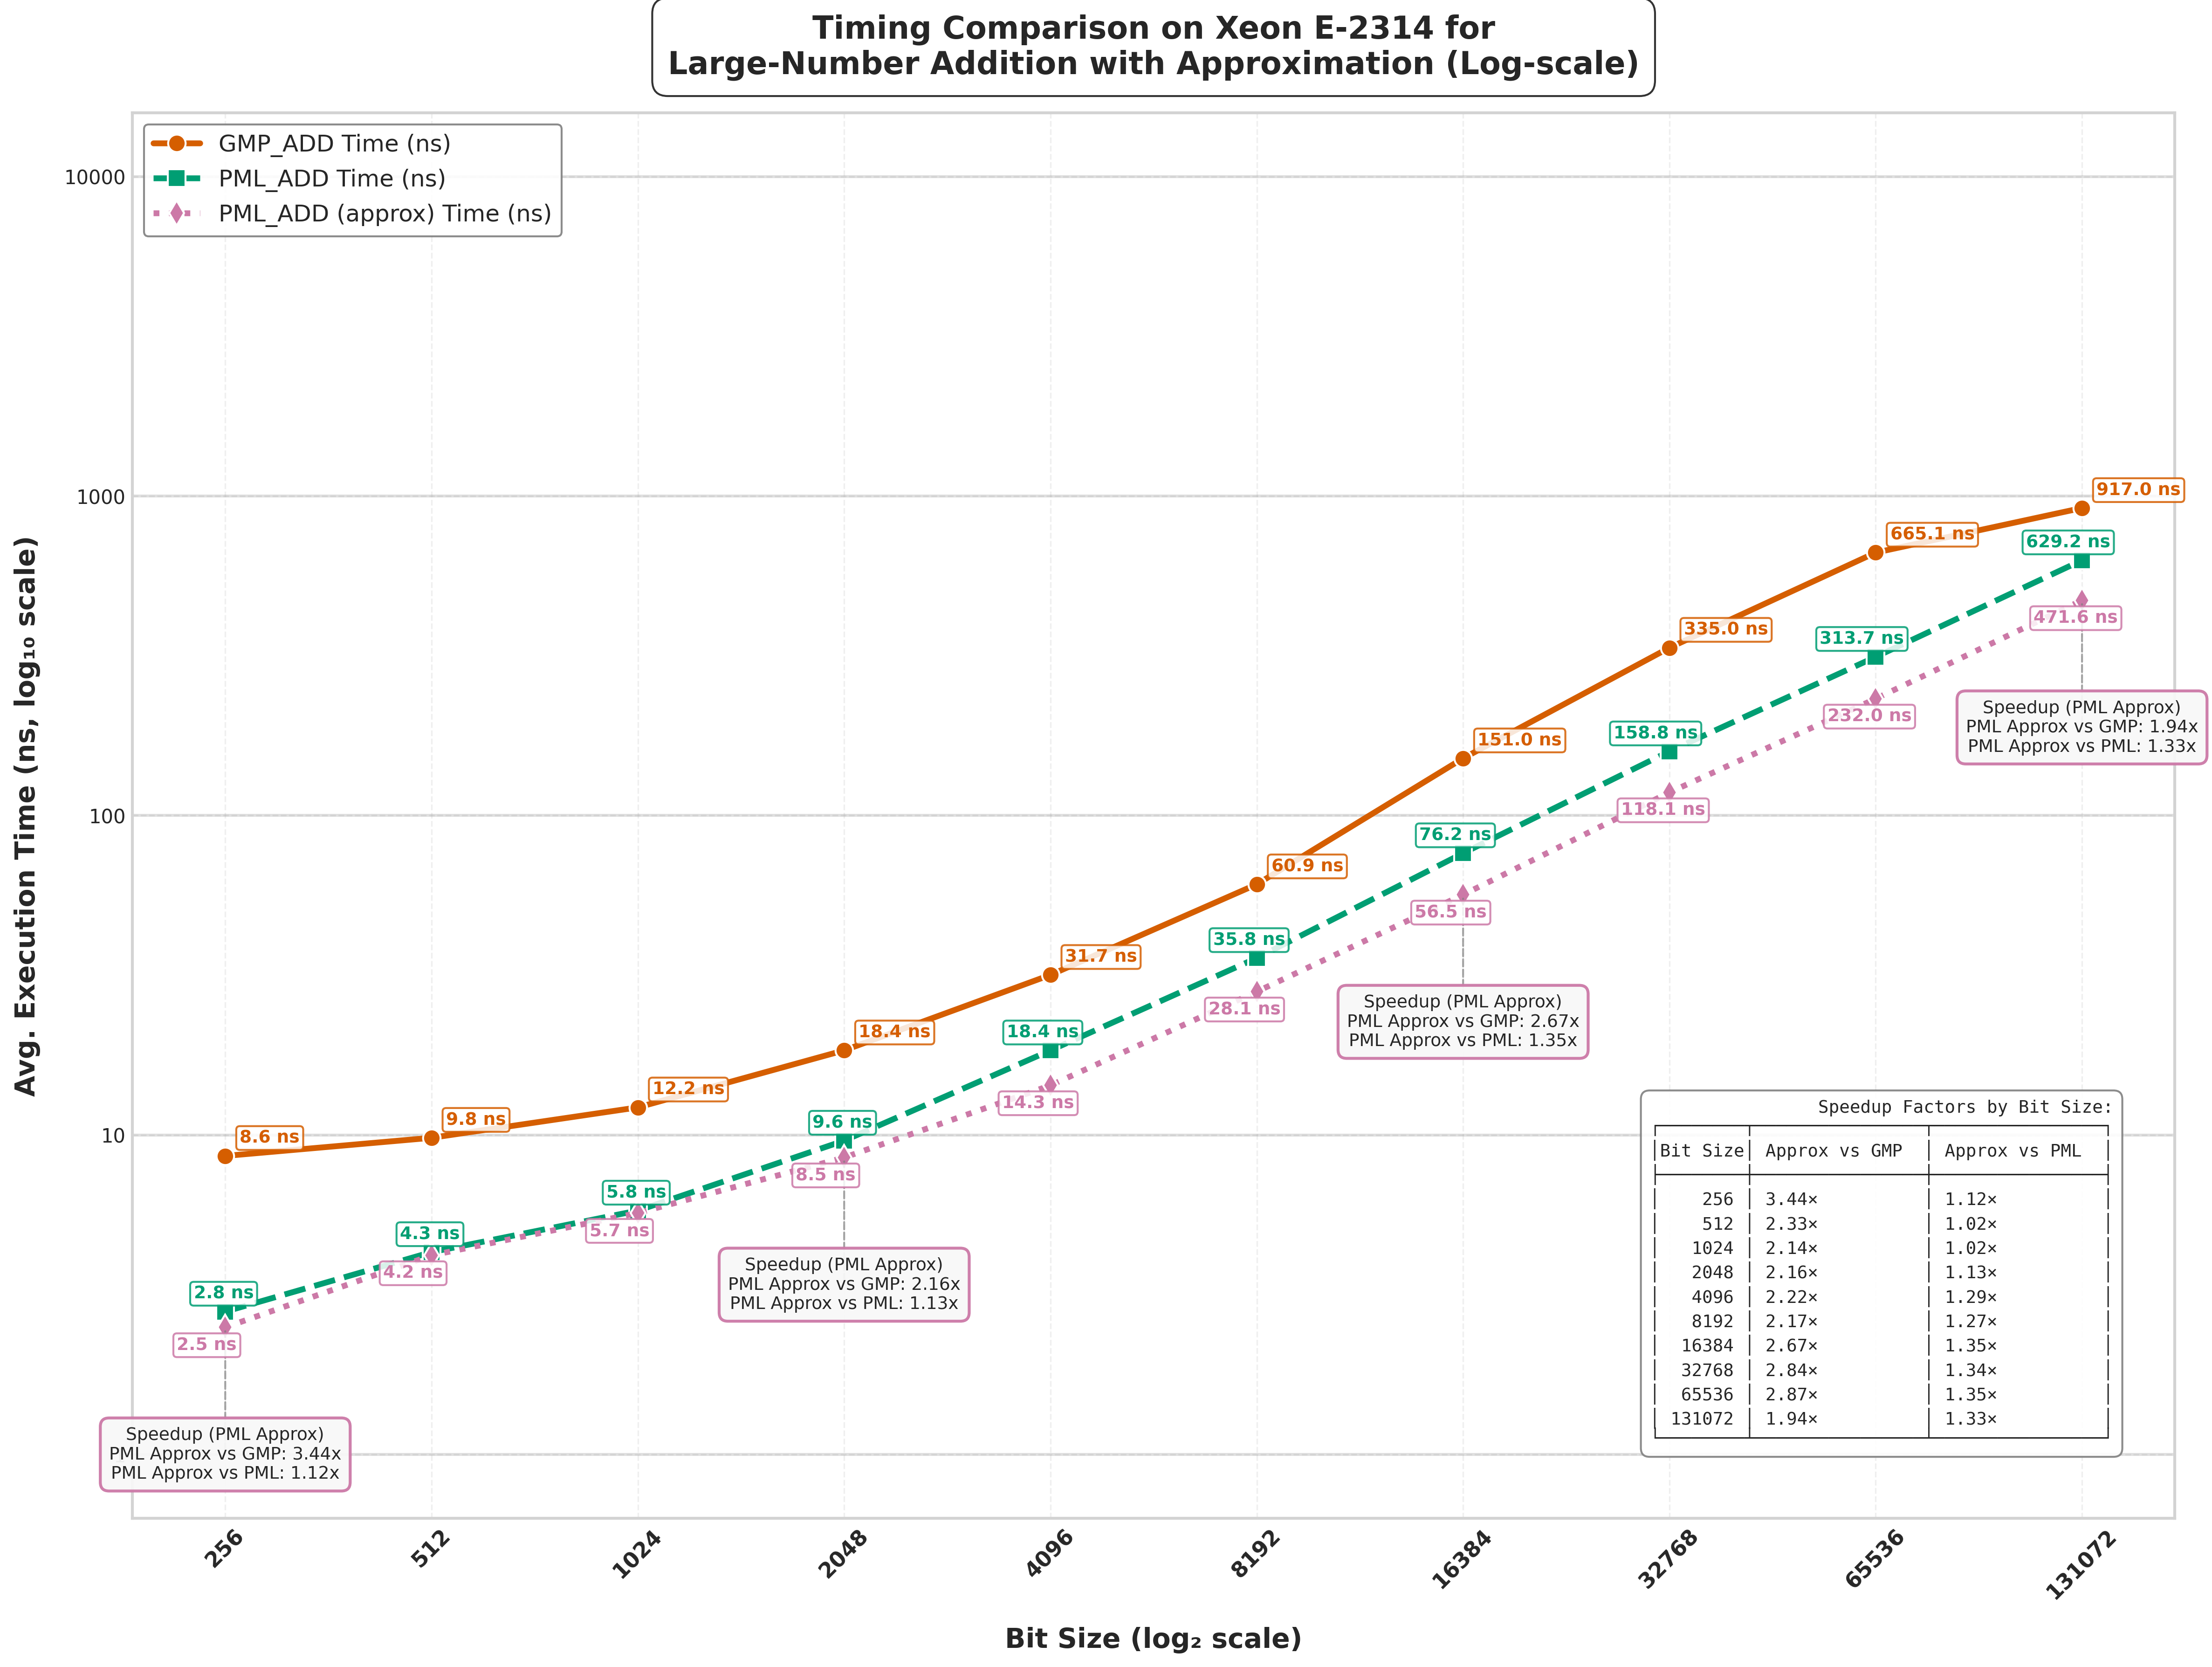 Timing Comparison on Xeon E-2314 for
Large-Number Addition with Approximation (Log-scale)
GMP_ADD Time (ns)
PML_ADD Time (ns)
PML_ADD (approx) Time (ns)
Avg. Execution Time (ns, log₁₀ scale)
10000
1000
100
10
917.0 ns
665.1 ns
629.2 ns
471.6 ns
335.0 ns
313.7 ns
232.0 ns
151.0 ns
158.8 ns
118.1 ns
60.9 ns
76.2 ns
56.5 ns
31.7 ns
35.8 ns
28.1 ns
18.4 ns
18.4 ns
14.3 ns
12.2 ns
9.6 ns
8.5 ns
9.8 ns
5.8 ns
5.7 ns
8.6 ns
4.3 ns
4.2 ns
2.8 ns
2.5 ns
Speedup (PML Approx)
PML Approx vs GMP: 1.94x
PML Approx vs PML: 1.33x
Speedup (PML Approx)
PML Approx vs GMP: 2.67x
PML Approx vs PML: 1.35x
Speedup (PML Approx)
PML Approx vs GMP: 2.16x
PML Approx vs PML: 1.13x
Speedup (PML Approx)
PML Approx vs GMP: 3.44x
PML Approx vs PML: 1.12x
Speedup Factors by Bit Size:
Bit Size Approx vs GMP Approx vs PML
256 3.44× 1.12×
512 2.33× 1.02×
1024 2.14× 1.02×
2048 2.16× 1.13×
4096 2.22× 1.29×
8192 2.17× 1.27×
16384 2.67× 1.35×
32768 2.84× 1.34×
65536 2.87× 1.35×
131072 1.94× 1.33×
256
512
1024
2048
4096
8192
16384
32768
65536
131072
Bit Size (log₂ scale)